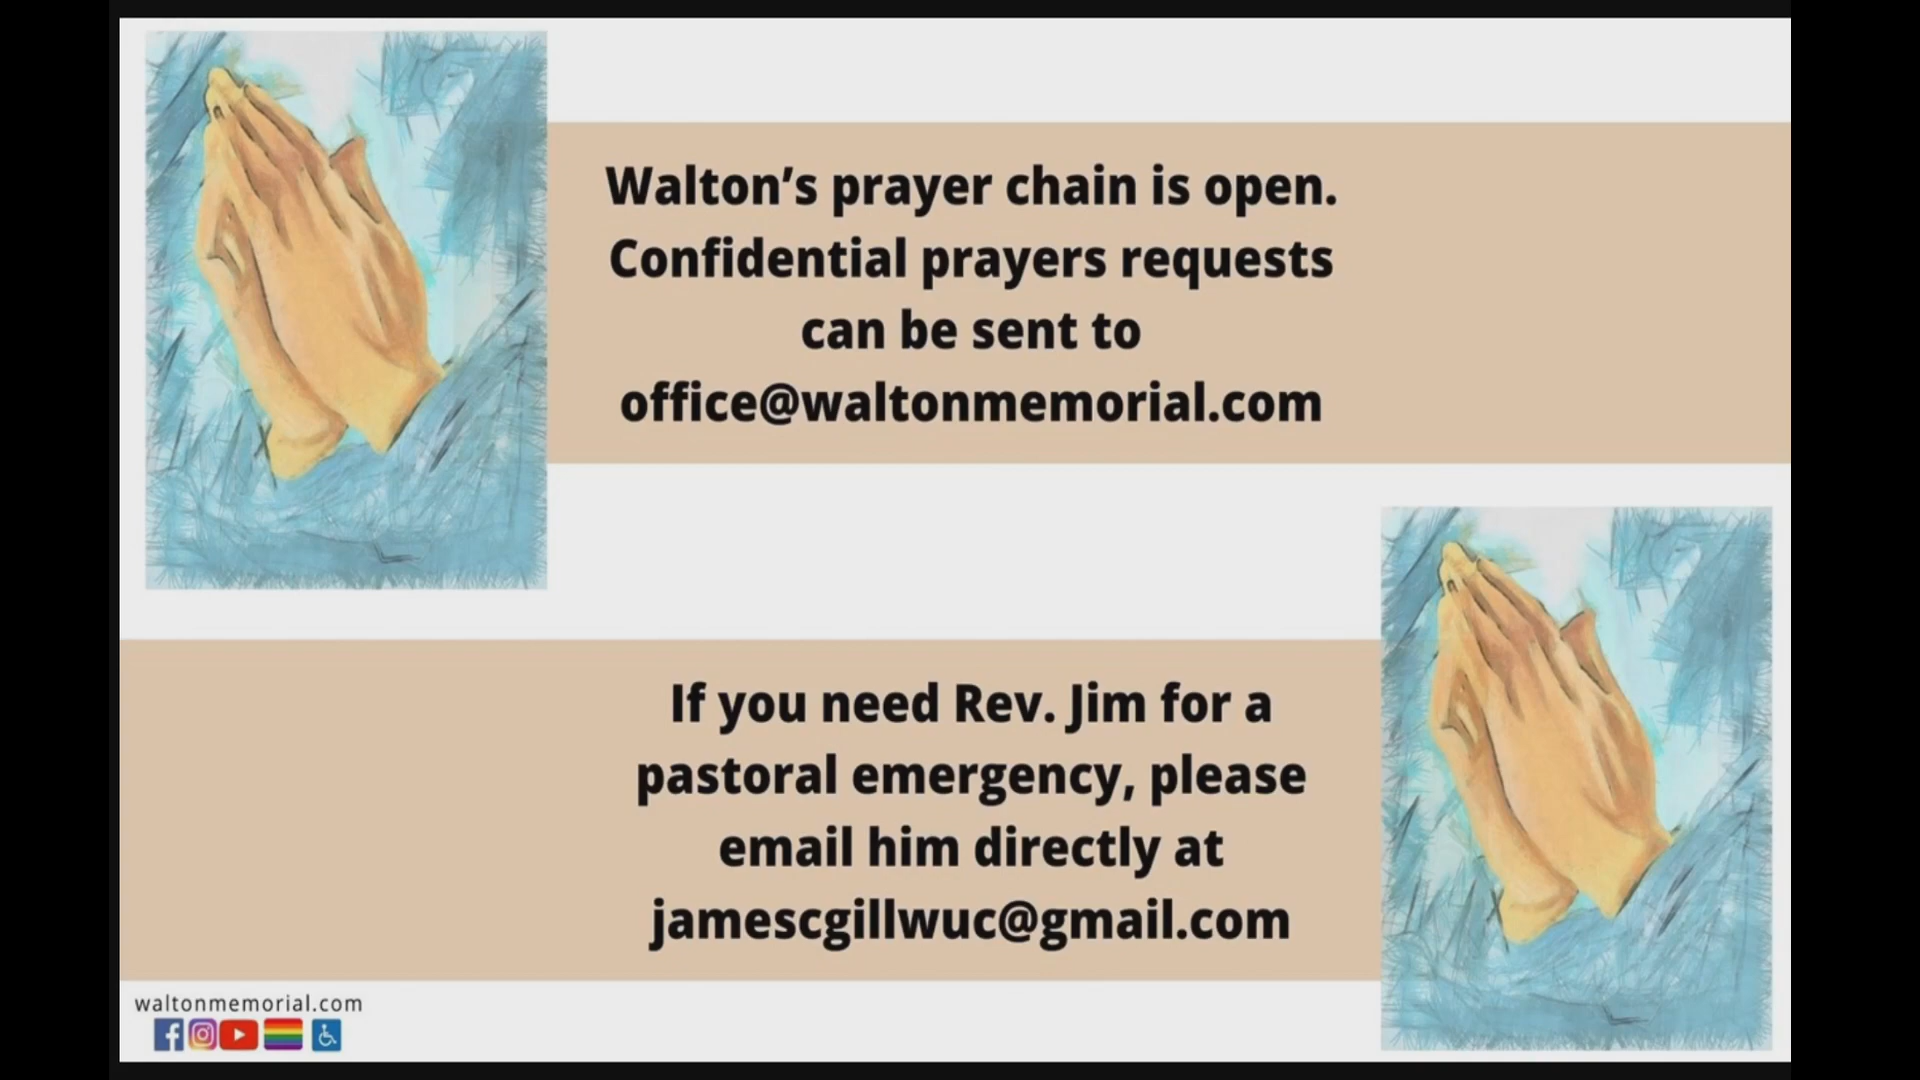 Walton’s prayer chain is open.
Confidential prayers requests
can be sent to
office@waltonmemorial.com
If you need Rev. Jim for a
pastoral emergency, please
email him directly at
jamescgillwuc@gmail.com
waltonmemorial.com